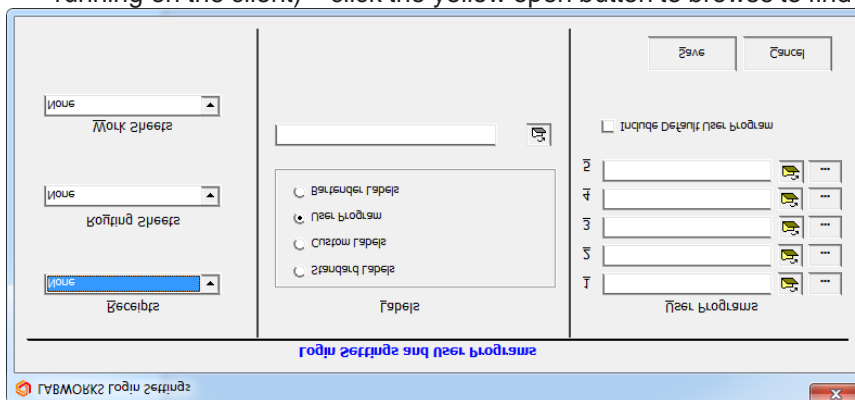 running on the client) – click the yellow open button to browse to find
LABWORKS Login Settings
Login Settings and User Programs
Receipts
None
Routing Sheets
None
Work Sheets
None
Labels
Standard Labels
Custom Labels
User Program
Bartender Labels
User Programs
1
...
2
...
3
...
4
...
5
...
Include Default User Program
Save
Cancel